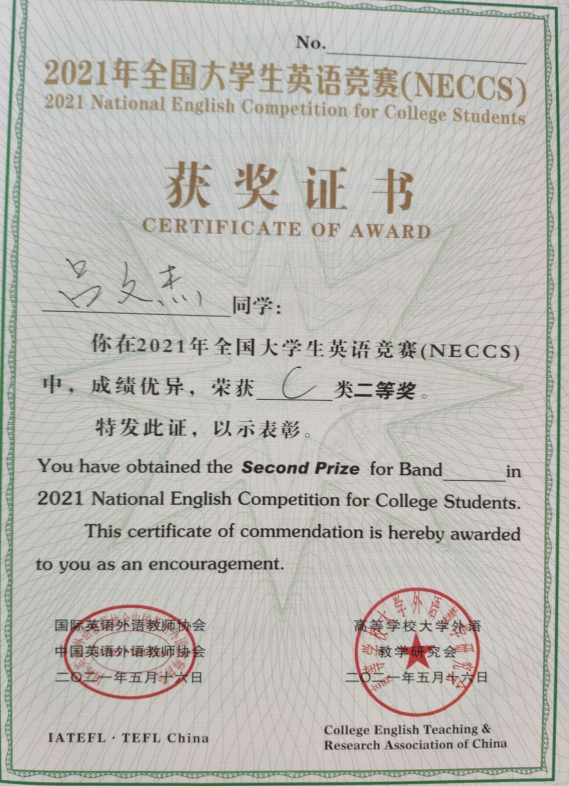 No.
2021年全国大学生英语竞赛(NECCS)
2021 National English Competition for College Students
获奖证书
CERTIFICATE OF AWARD
吕文杰 同学:
你在2021年全国大学生英语竞赛(NECCS)
中，成绩优异，荣获 C 类二等奖。
特发此证，以示表彰。
You have obtained the Second Prize for Band in
2021 National English Competition for College Students.
This certificate of commendation is hereby awarded
to you as an encouragement.
国际英语外语教师协会
中国英语外语教师协会
二〇二一年五月十六日
IATEFL · TEFL China
高等学校大学外语
教学研究会
二〇二一年五月十六日
College English Teaching &
Research Association of China